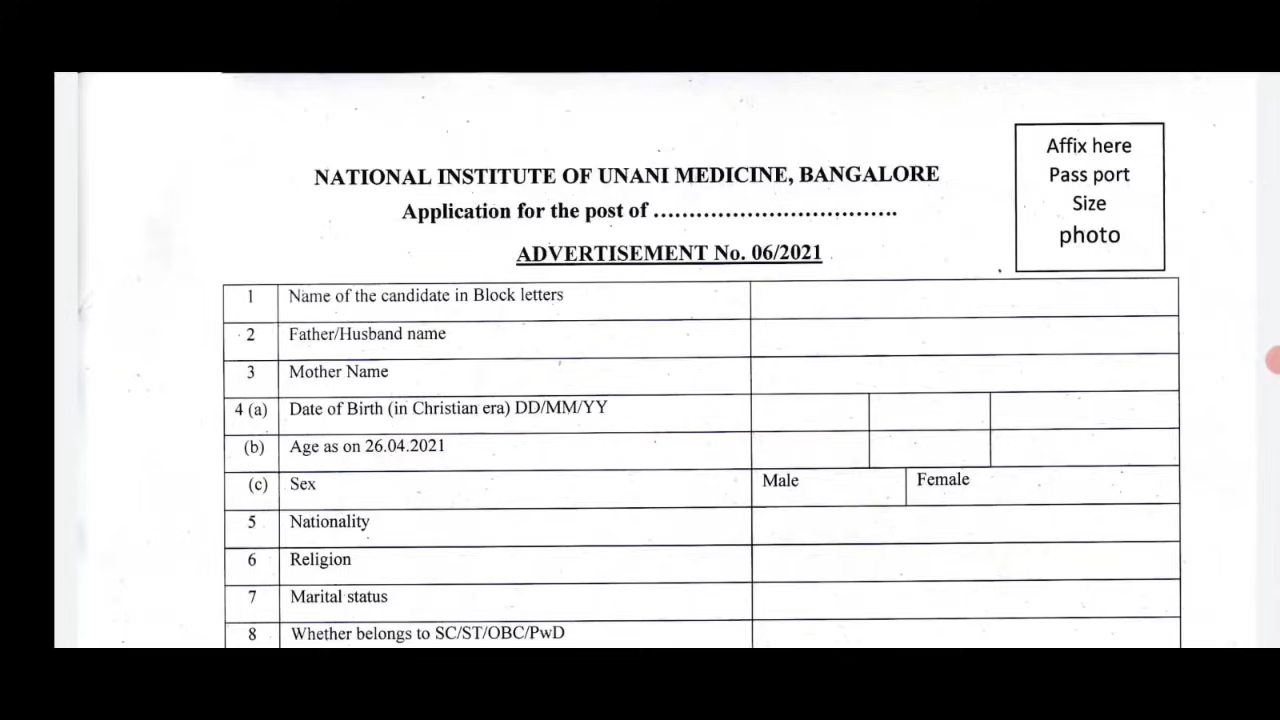 Affix here
Pass port
Size
photo
NATIONAL INSTITUTE OF UNANI MEDICINE, BANGALORE
Application for the post of ..................................
ADVERTISEMENT No. 06/2021
1 Name of the candidate in Block letters
2 Father/Husband name
3 Mother Name
4 (a) Date of Birth (in Christian era) DD/MM/YY
(b) Age as on 26.04.2021
(c) Sex Male Female
5 Nationality
6 Religion
7 Marital status
8 Whether belongs to SC/ST/OBC/PwD